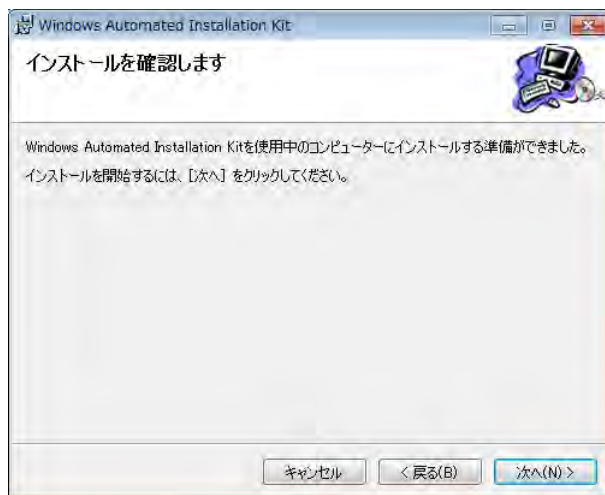 Windows Automated Installation Kit
インストールを確認します
Windows Automated Installation Kitを使用中のコンピューターにインストールする準備ができました。
インストールを開始するには、[次へ] をクリックしてください。
キャンセル
< 戻る(B)
次へ(N) >